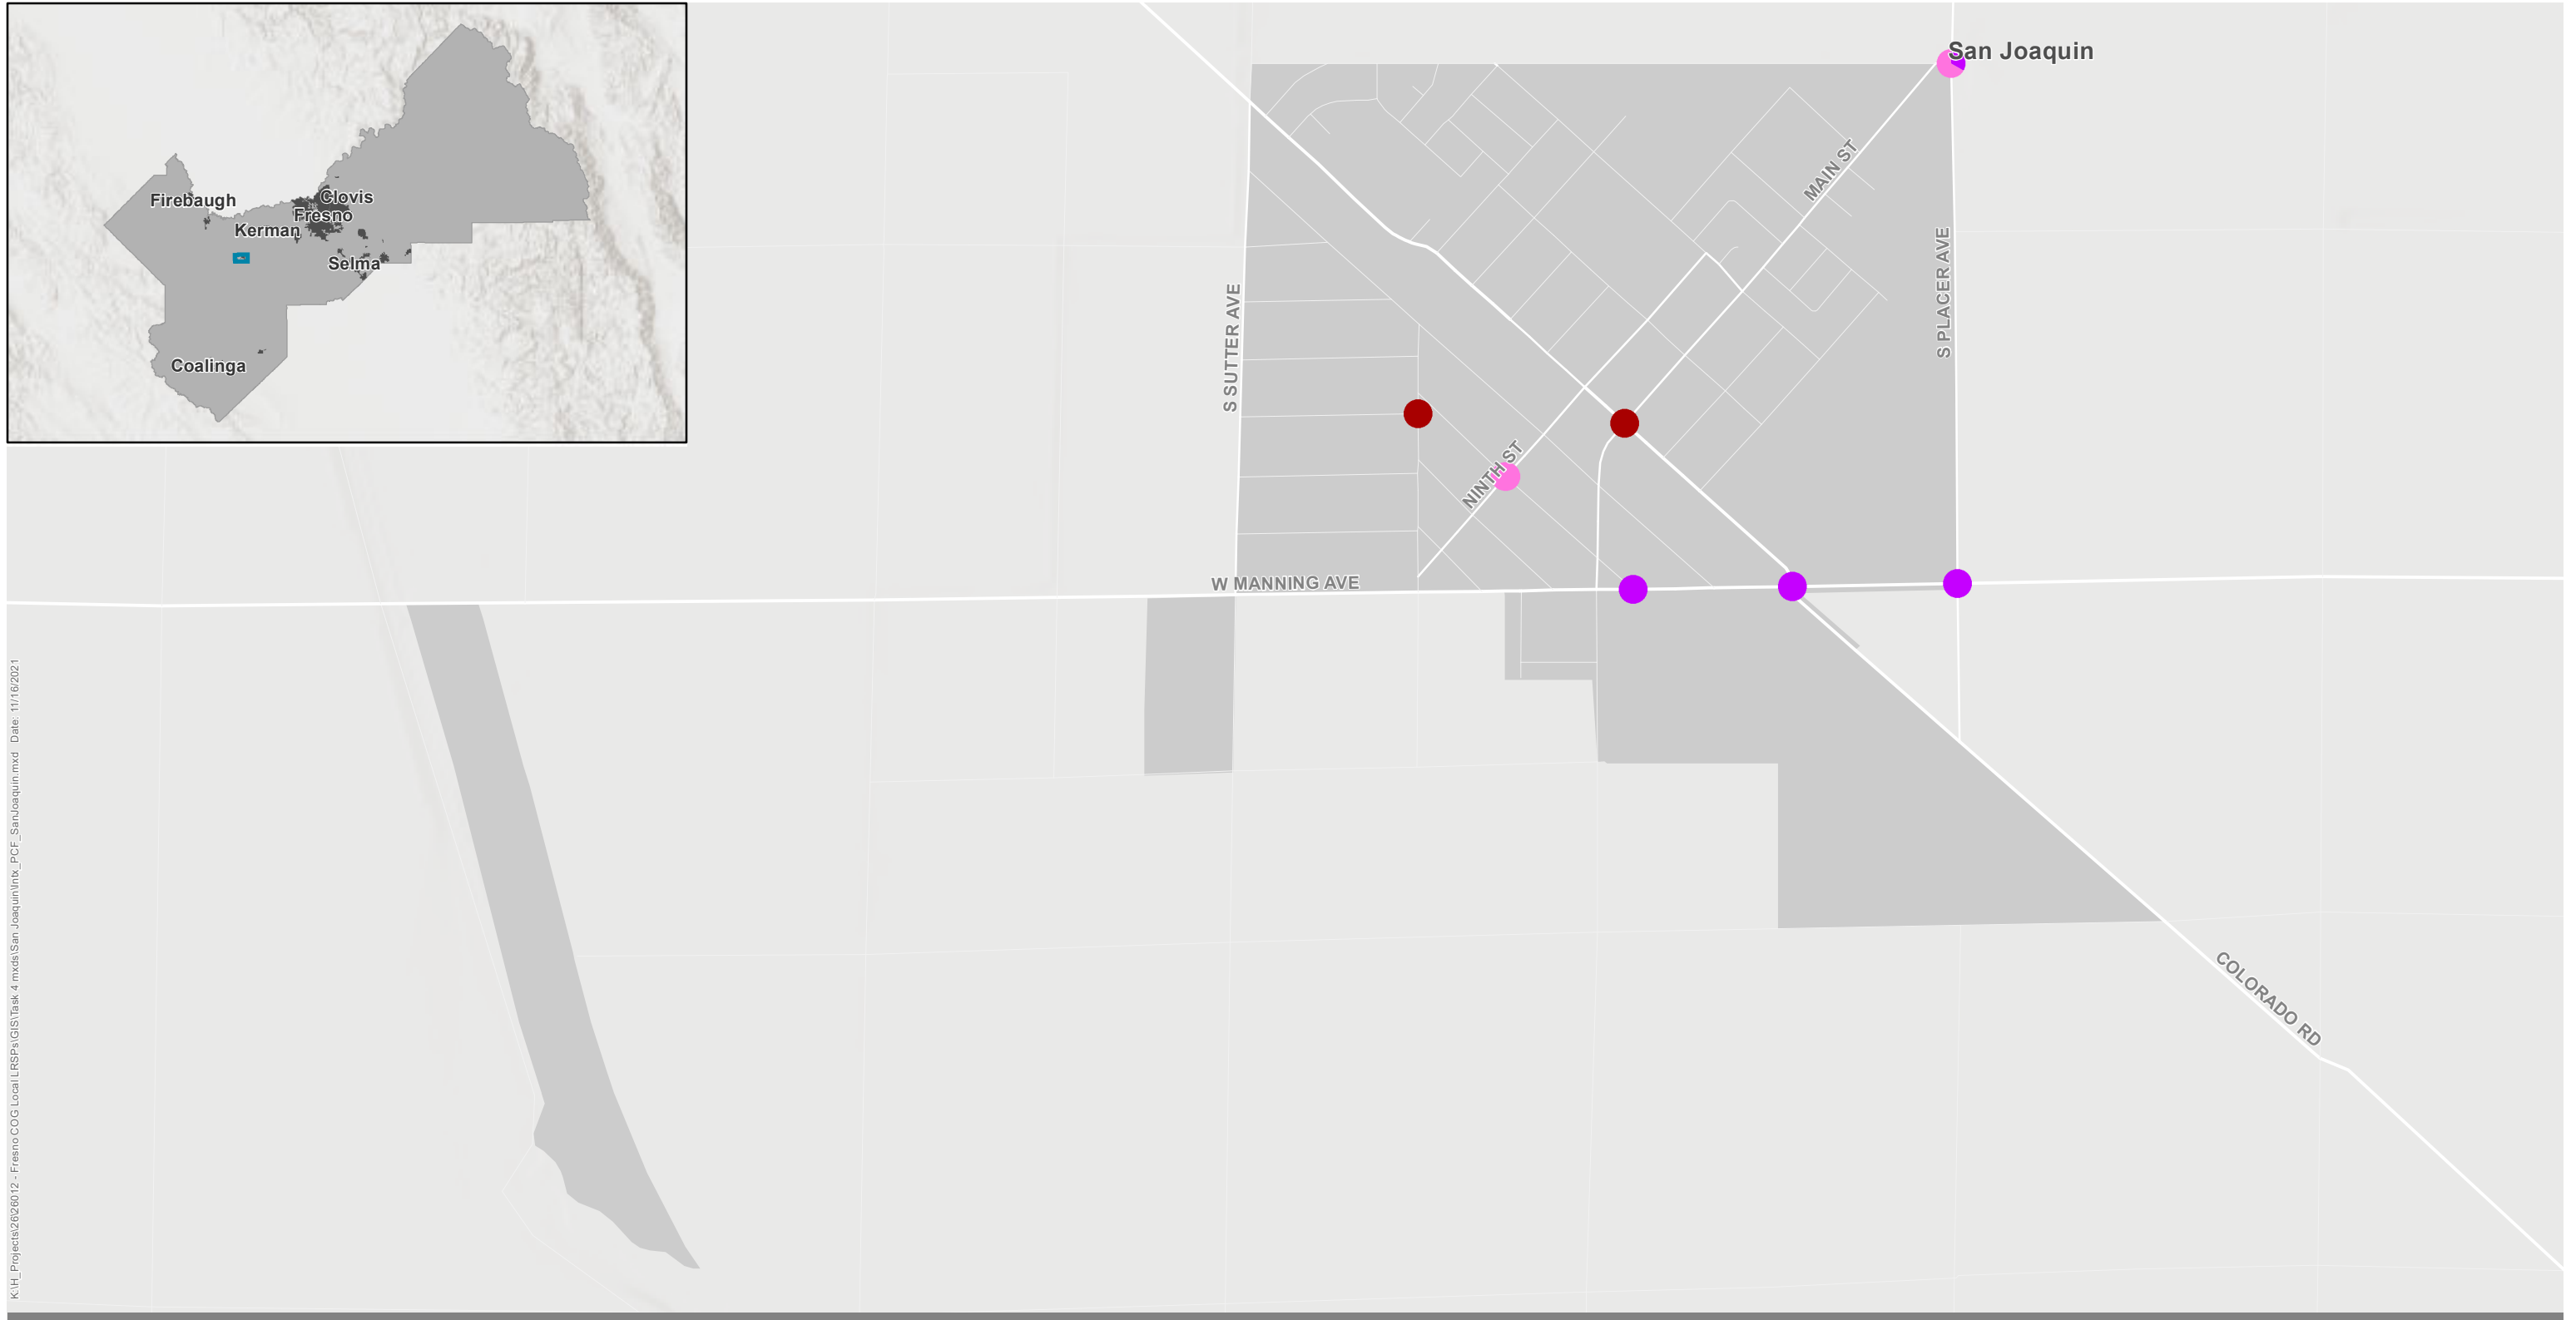 San Joaquin
Firebaugh
Clovis
Fresno
Kerman
Selma
Coalinga
MAIN ST
S PLACER AVE
S SUTTER AVE
NINTH ST
W MANNING AVE
COLORADO RD
K:\H_Projects\26\26012 - Fresno COG Local LRSPs\GIS\Task 4 mxds\San Joaquin\Intx_PCF_SanJoaquin.mxd Date: 11/16/2021